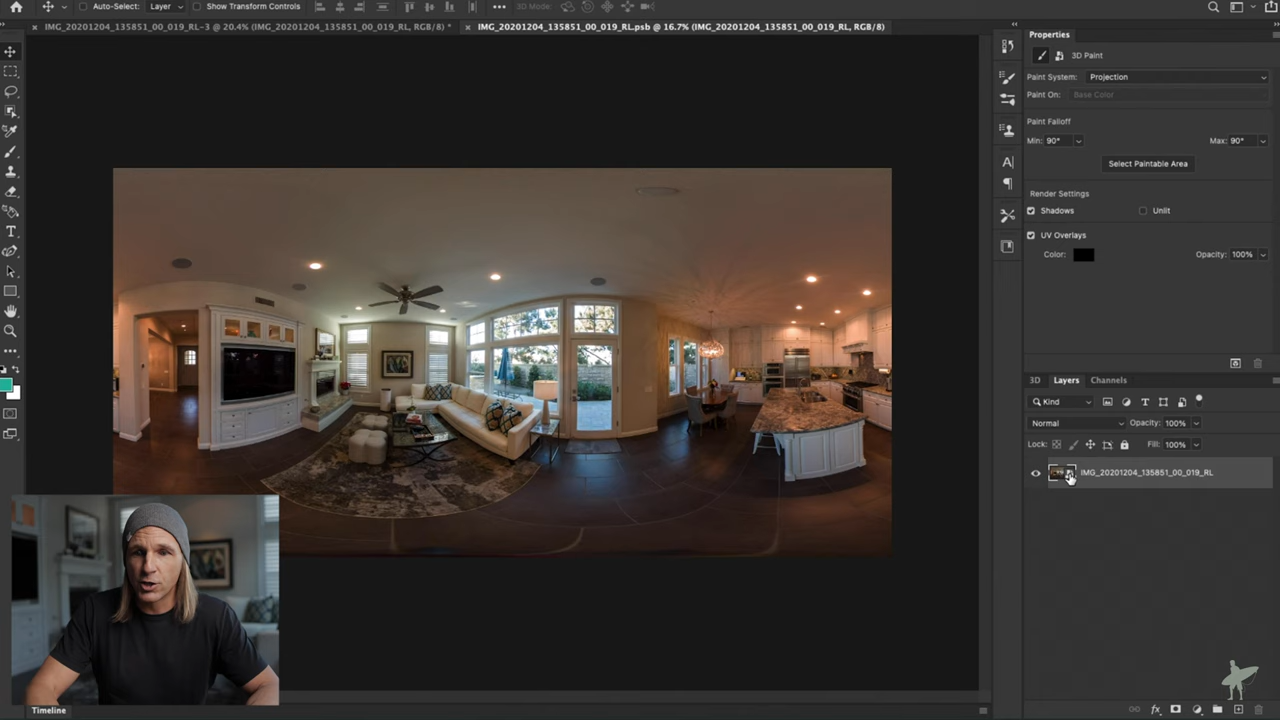 Auto-Select: Layer Show Transform Controls 3D Mode:
IMG_20201204_135851_00_019_RL-3 @ 20.4% (IMG_20201204_135851_00_019_RL, RGB/8) *
IMG_20201204_135851_00_019_RL.psb @ 16.7% (IMG_20201204_135851_00_019_RL, RGB/8)
Properties
3D Paint
Paint System: Projection
Paint On: Base Color
Paint Falloff
Min: 90° Max: 90°
Select Paintable Area
Render Settings
Shadows Unlit
UV Overlays
Color: Opacity: 100%
3D Layers Channels
Kind
Normal Opacity: 100%
Lock: Fill: 100%
IMG_20201204_135851_00_019_RL
fx
Timeline